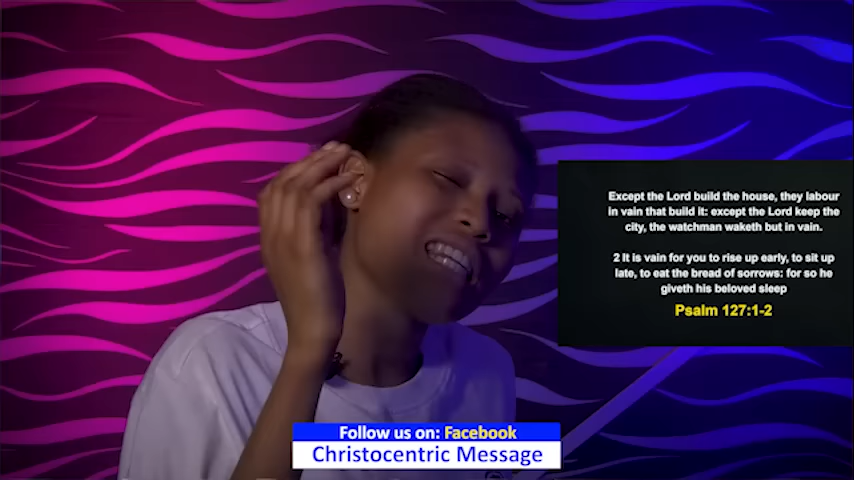 Except the Lord build the house, they labour
in vain that build it: except the Lord keep the
city, the watchman waketh but in vain.
2 It is vain for you to rise up early, to sit up
late, to eat the bread of sorrows: for so he
giveth his beloved sleep
Psalm 127:1-2
Follow us on: Facebook
Christocentric Message